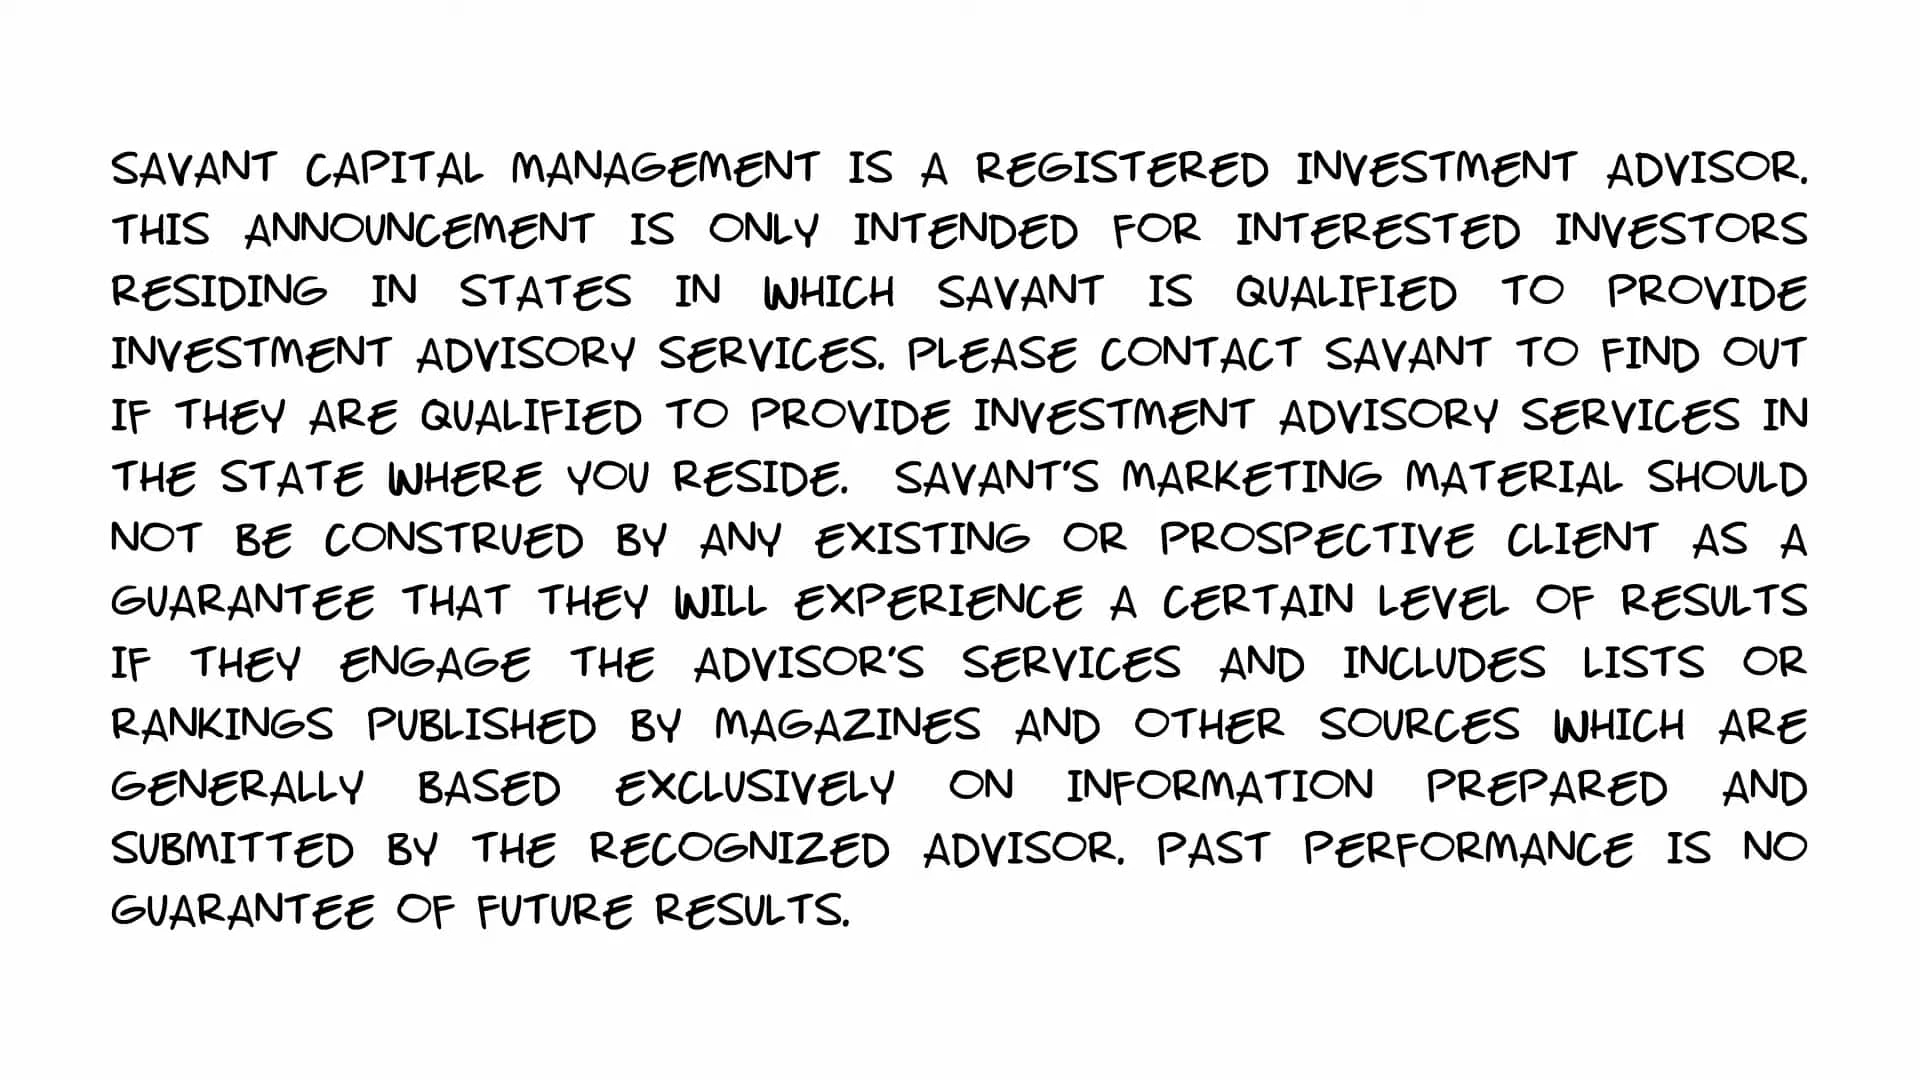 SAVANT CAPITAL MANAGEMENT IS A REGISTERED INVESTMENT ADVISOR.
THIS ANNOUNCEMENT IS ONLY INTENDED FOR INTERESTED INVESTORS
RESIDING IN STATES IN WHICH SAVANT IS QUALIFIED TO PROVIDE
INVESTMENT ADVISORY SERVICES. PLEASE CONTACT SAVANT TO FIND OUT
IF THEY ARE QUALIFIED TO PROVIDE INVESTMENT ADVISORY SERVICES IN
THE STATE WHERE YOU RESIDE. SAVANT'S MARKETING MATERIAL SHOULD
NOT BE CONSTRUED BY ANY EXISTING OR PROSPECTIVE CLIENT AS A
GUARANTEE THAT THEY WILL EXPERIENCE A CERTAIN LEVEL OF RESULTS
IF THEY ENGAGE THE ADVISOR'S SERVICES AND INCLUDES LISTS OR
RANKINGS PUBLISHED BY MAGAZINES AND OTHER SOURCES WHICH ARE
GENERALLY BASED EXCLUSIVELY ON INFORMATION PREPARED AND
SUBMITTED BY THE RECOGNIZED ADVISOR. PAST PERFORMANCE IS NO
GUARANTEE OF FUTURE RESULTS.